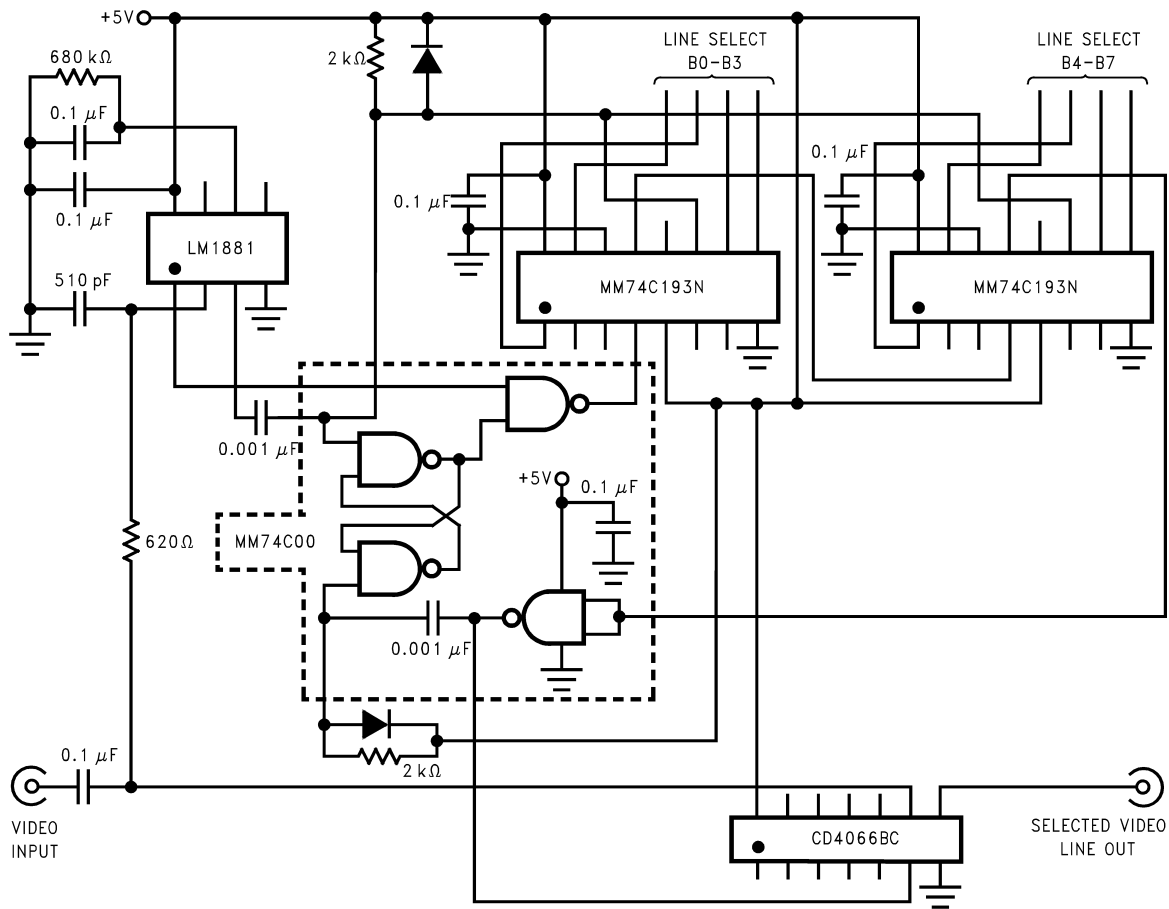 +5V
680 kΩ
2 kΩ
LINE SELECT
B0-B3
LINE SELECT
B4-B7
0.1 µF
0.1 µF
0.1 µF
0.1 µF
LM1881
MM74C193N
MM74C193N
510 pF
0.001 µF
+5V
0.1 µF
620Ω
MM74C00
0.001 µF
2 kΩ
0.1 µF
VIDEO
INPUT
CD4066BC
SELECTED VIDEO
LINE OUT